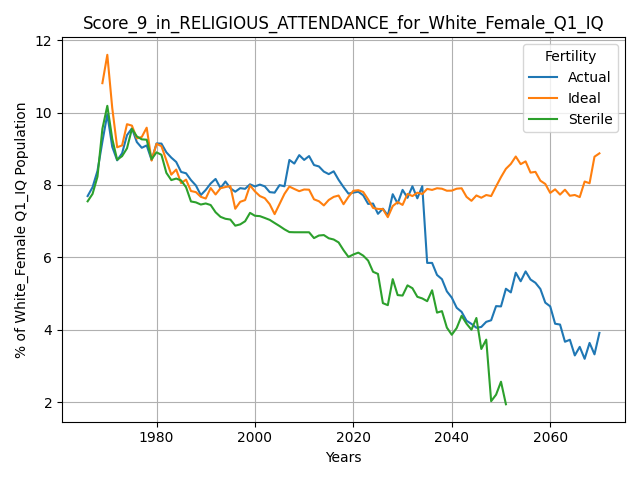 Score_9_in_RELIGIOUS_ATTENDANCE_for_White_Female_Q1_IQ
Fertility
Actual
Ideal
Sterile
% of White_Female Q1_IQ Population
12
10
8
6
4
2
1980
2000
2020
2040
2060
Years